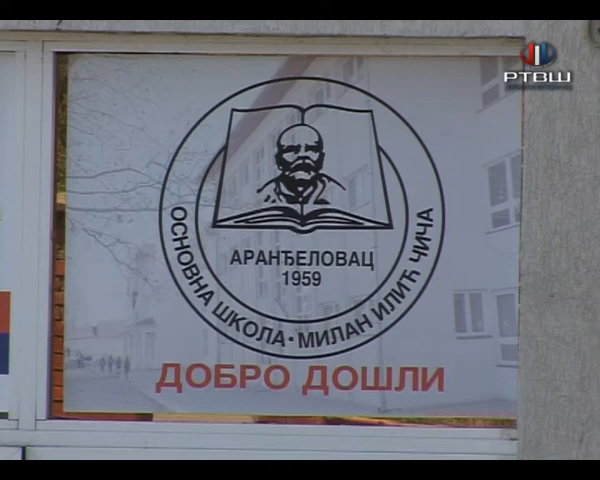 РТВШ
АРАНЂЕЛОВАЦ
1959
ОСНОВНА ШКОЛА · МИЛАН ИЛИЋ ЧИЧА
ДОБРО ДОШЛИ